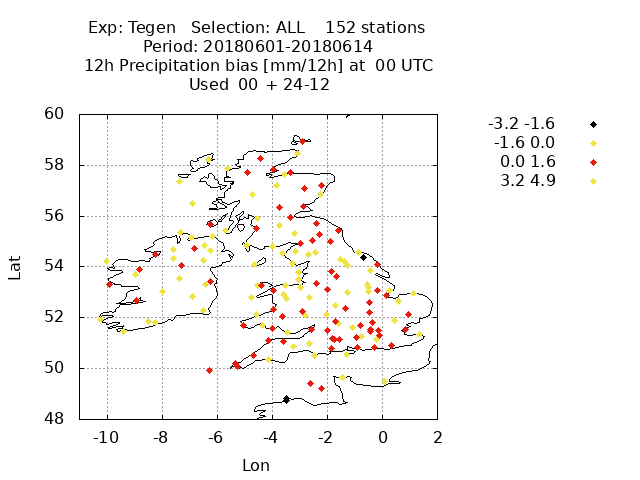 Exp: Tegen Selection: ALL 152 stations
Period: 20180601-20180614
12h Precipitation bias [mm/12h] at 00 UTC
Used 00 + 24-12
-3.2 -1.6
-1.6 0.0
0.0 1.6
3.2 4.9
60
58
56
54
52
50
48
Lat
-10 -8 -6 -4 -2 0 2
Lon